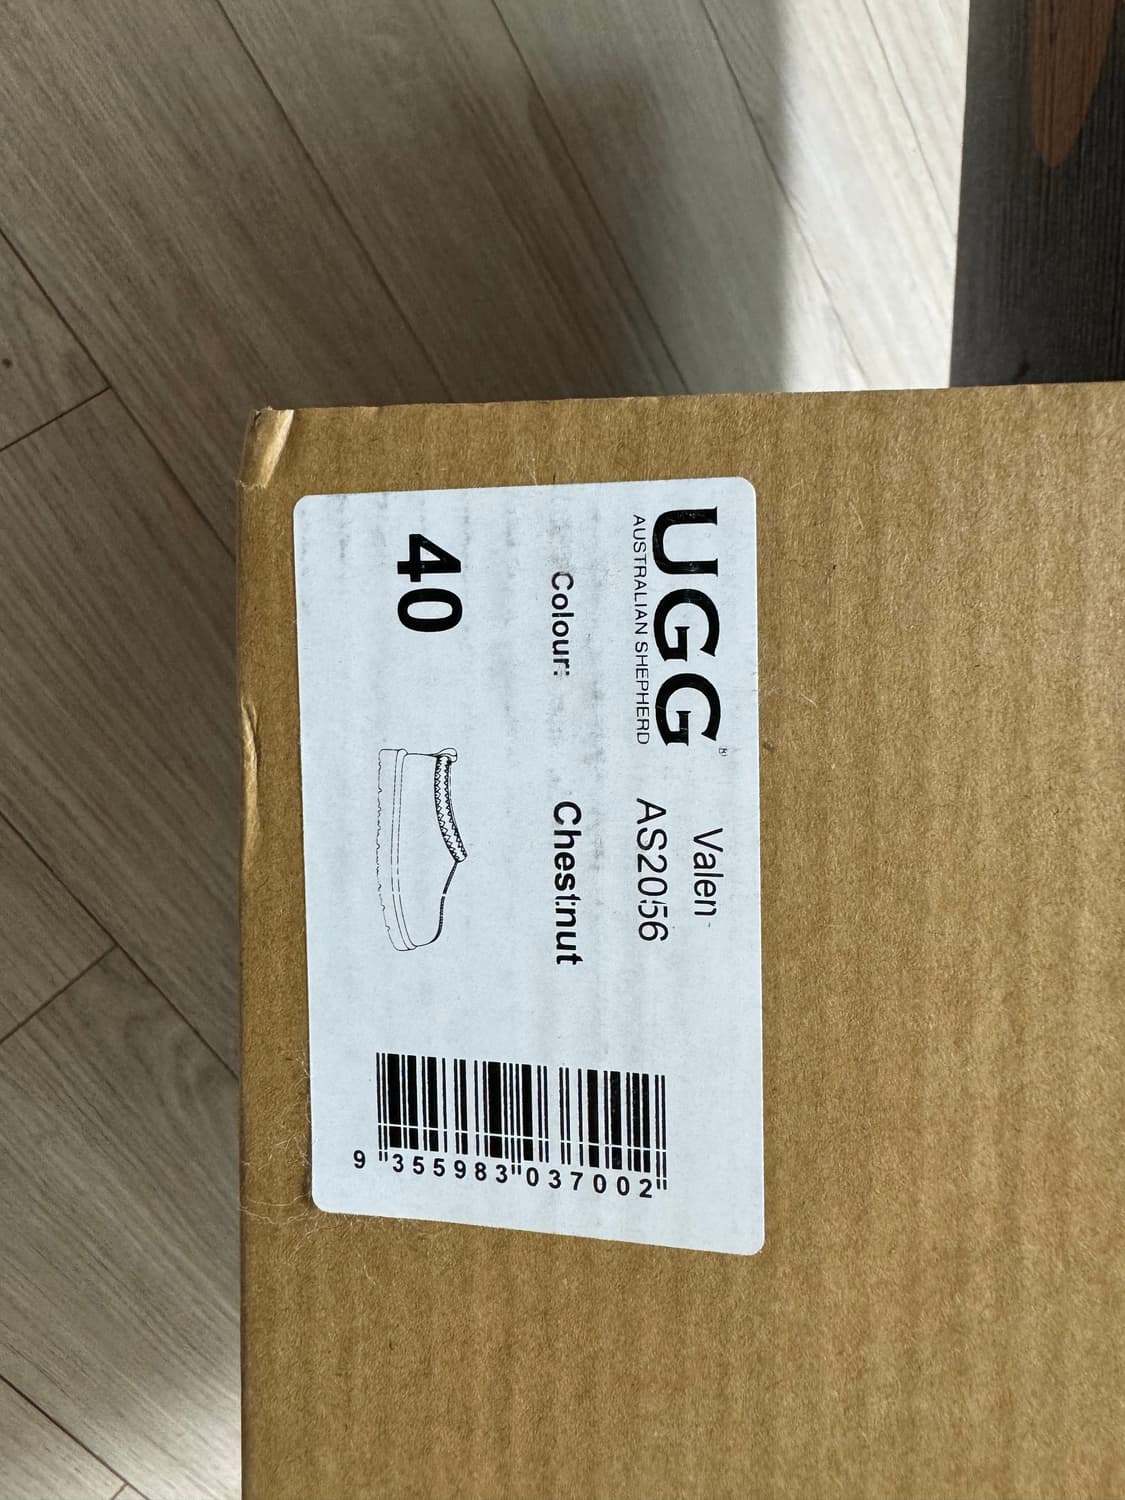 UGG®
AUSTRALIAN SHEPHERD
Valen
AS2056
Colour: Chestnut
40
9 355983 037002